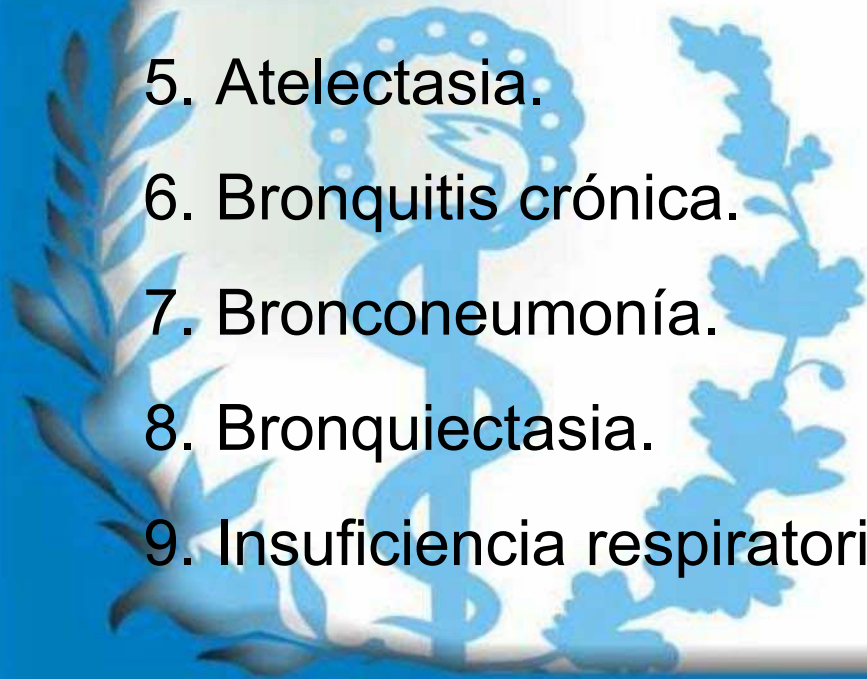 5. Atelectasia.
6. Bronquitis crónica.
7. Bronconeumonía.
8. Bronquiectasia.
9. Insuficiencia respiratori